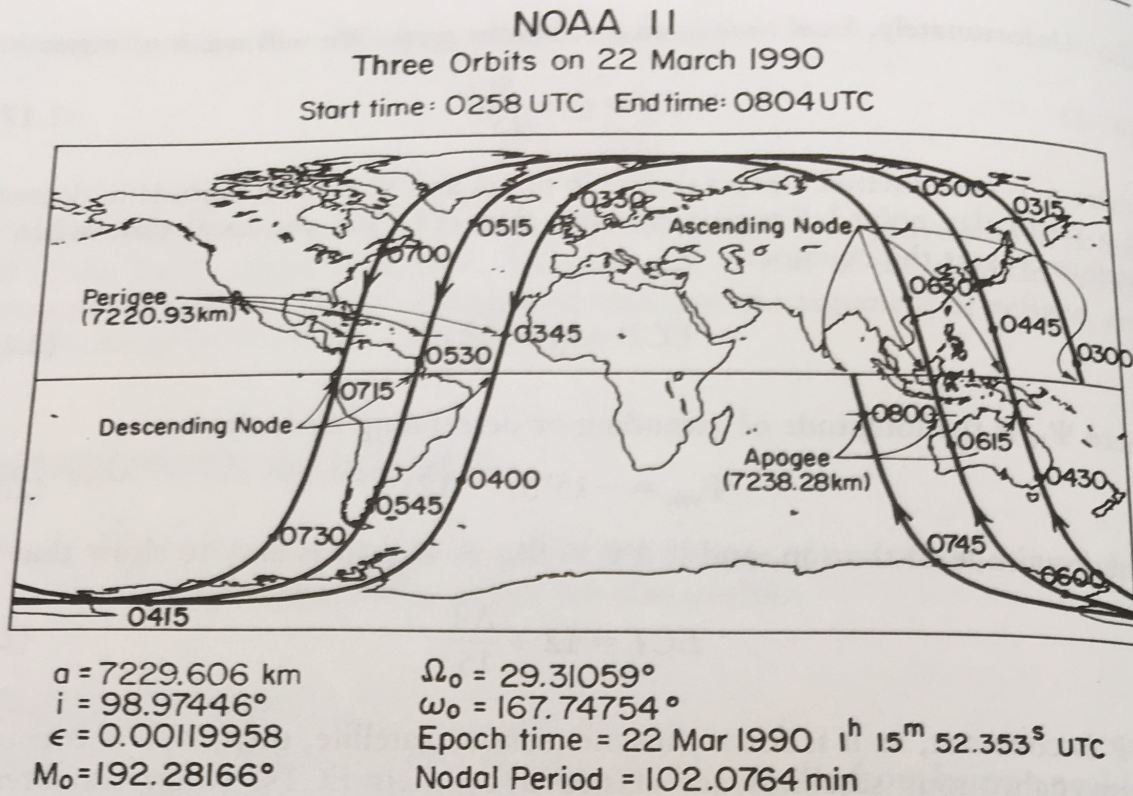 NOAA 11
Three Orbits on 22 March 1990
Start time: 0258 UTC End time: 0804 UTC
0330
0500
0515
0315
Ascending Node
0700
0630
Perigee
(7220.93km)
0445
0345
0530
0300
0715
0800
Descending Node
0615
Apogee
(7238.28km)
0430
0400
0545
0730
0745
0600
0415
a = 7229.606 km Ω₀ = 29.31059°
i = 98.97446° ω₀ = 167.74754°
ϵ = 0.00119958 Epoch time = 22 Mar 1990 1ʰ 15ᵐ 52.353ˢ UTC
M₀ = 192.28166° Nodal Period = 102.0764 min